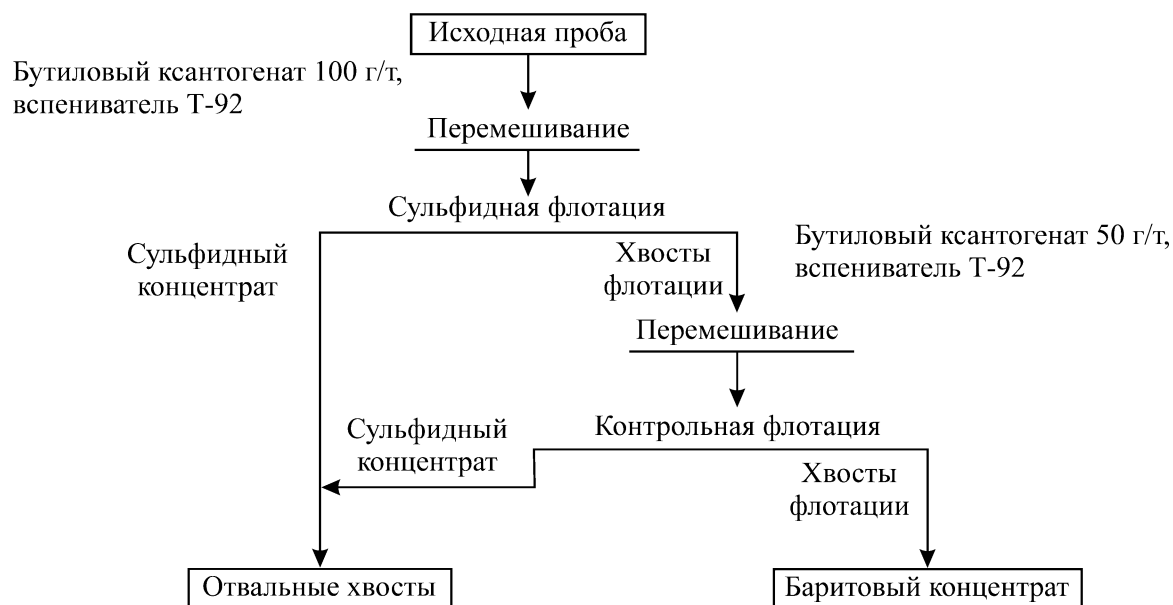 Исходная проба
Бутиловый ксантогенат 100 г/т,
вспениватель Т-92
Перемешивание
Сульфидная флотация
Сульфидный
концентрат
Хвосты
флотации
Бутиловый ксантогенат 50 г/т,
вспениватель Т-92
Перемешивание
Сульфидный
концентрат
Контрольная флотация
Хвосты
флотации
Отвальные хвосты
Баритовый концентрат